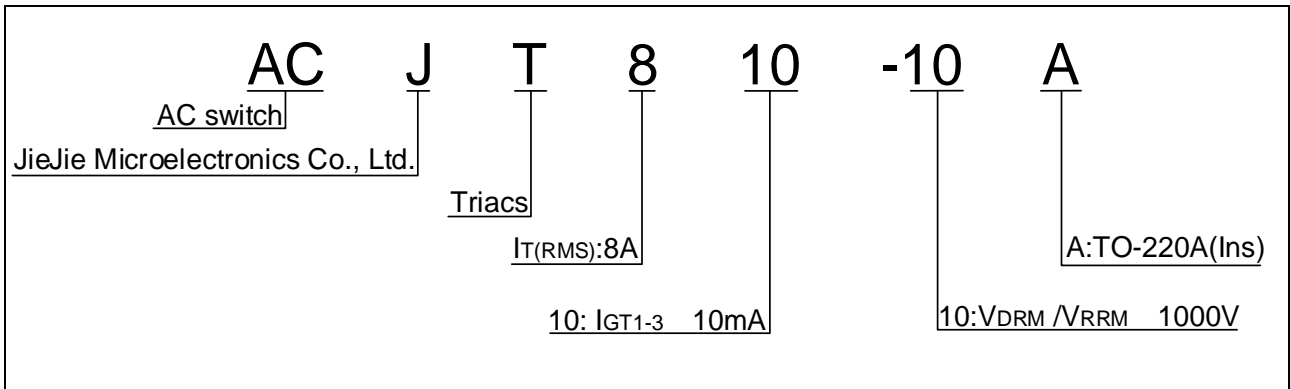 AC J T 8 10 -10 A
AC switch
JieJie Microelectronics Co., Ltd.
Triacs
IT(RMS):8A
A:TO-220A(Ins)
10: IGT1-3 10mA
10:VDRM /VRRM 1000V